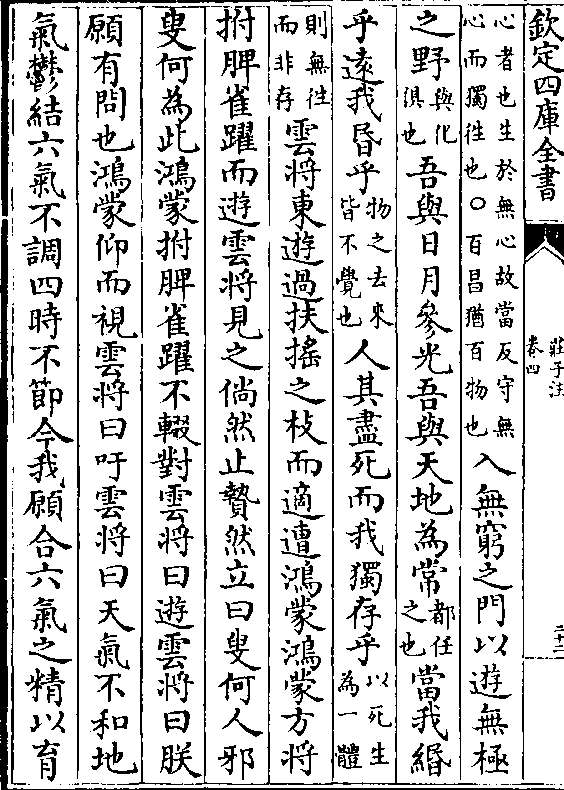 欽定四庫全書
莊子注
卷四
二十二
心者也生於無心故當反守無
心而獨徃也○百昌猶百物也入無窮之門以遊無極
之野與化
俱也吾與日月參光吾與天地為常都任
之也當我緡
乎遠我昬乎物之去來
皆不覺也人其盡死而我獨存乎以死生
為一體
則無徃
而非存雲將東遊過扶摇之枝而適遭鴻蒙鴻蒙方將
拊脾雀躍而遊雲將見之倘然止贄然立曰叟何人邪
叟何為此鴻蒙拊脾雀躍不輟對雲將曰遊雲將曰朕
願有問也鴻蒙仰而視雲將曰吁雲將曰天氣不和地
氣鬱結六氣不調四時不節今我願合六氣之精以育